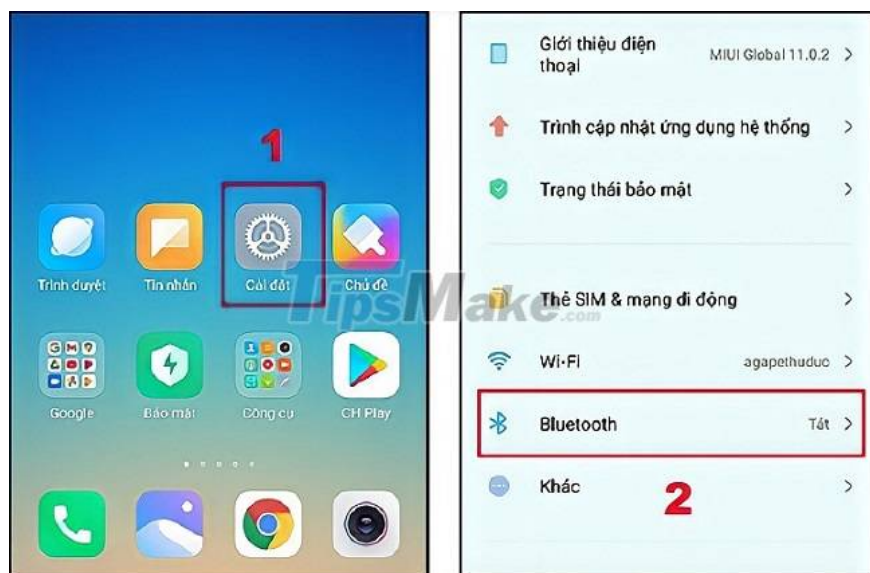 1
Trình duyệt
Tin nhắn
Cài đặt
Chủ đề
Google
Bảo mật
Công cụ
CH Play
Giới thiệu điện thoại
MIUI Global 11.0.2
Trình cập nhật ứng dụng hệ thống
Trạng thái bảo mật
TipsMake.com
Thẻ SIM & mạng di động
Wi-Fi
agapethuduc
Bluetooth
Tắt
Khác
2